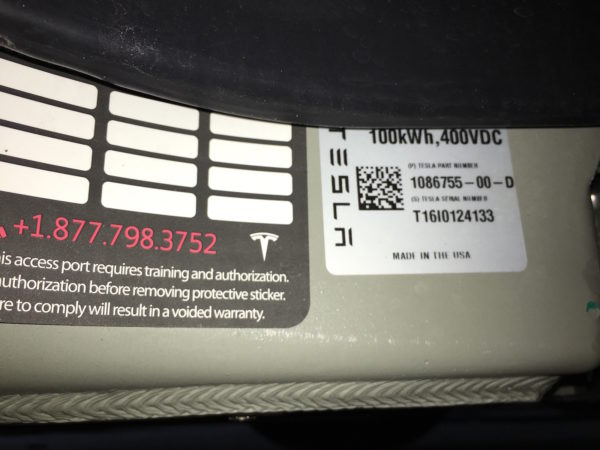 +1.877.798.3752
is access port requires training and authorization.
uthorization before removing protective sticker.
re to comply will result in a voided warranty.
TESLA
100kWh,400VDC
(P) TESLA PART NUMBER
1086755-00-D
(S) TESLA SERIAL NUMBER
T16I0124133
MADE IN THE USA